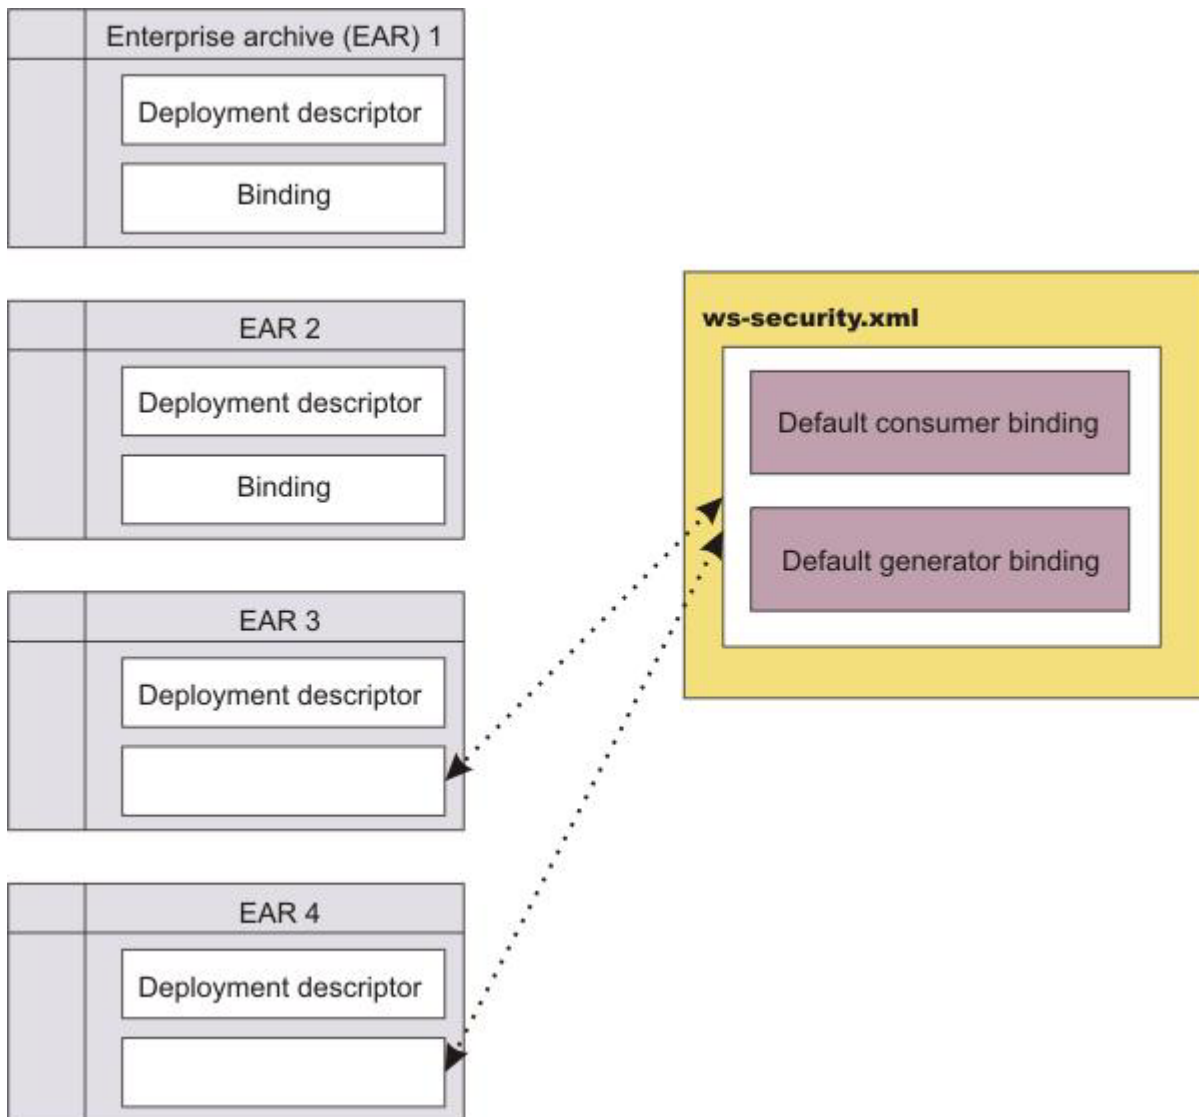 Enterprise archive (EAR) 1
Deployment descriptor
Binding
EAR 2
Deployment descriptor
Binding
EAR 3
Deployment descriptor
EAR 4
Deployment descriptor
ws-security.xml
Default consumer binding
Default generator binding